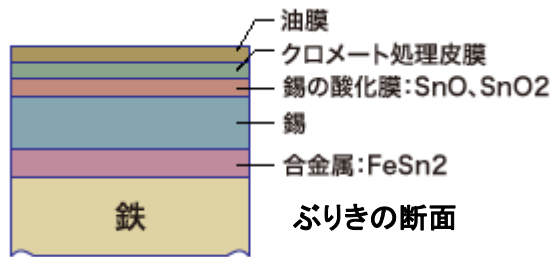 油膜
クロメート処理皮膜
錫の酸化膜:SnO、SnO2
錫
合金属:FeSn2
鉄
ぶりきの断面